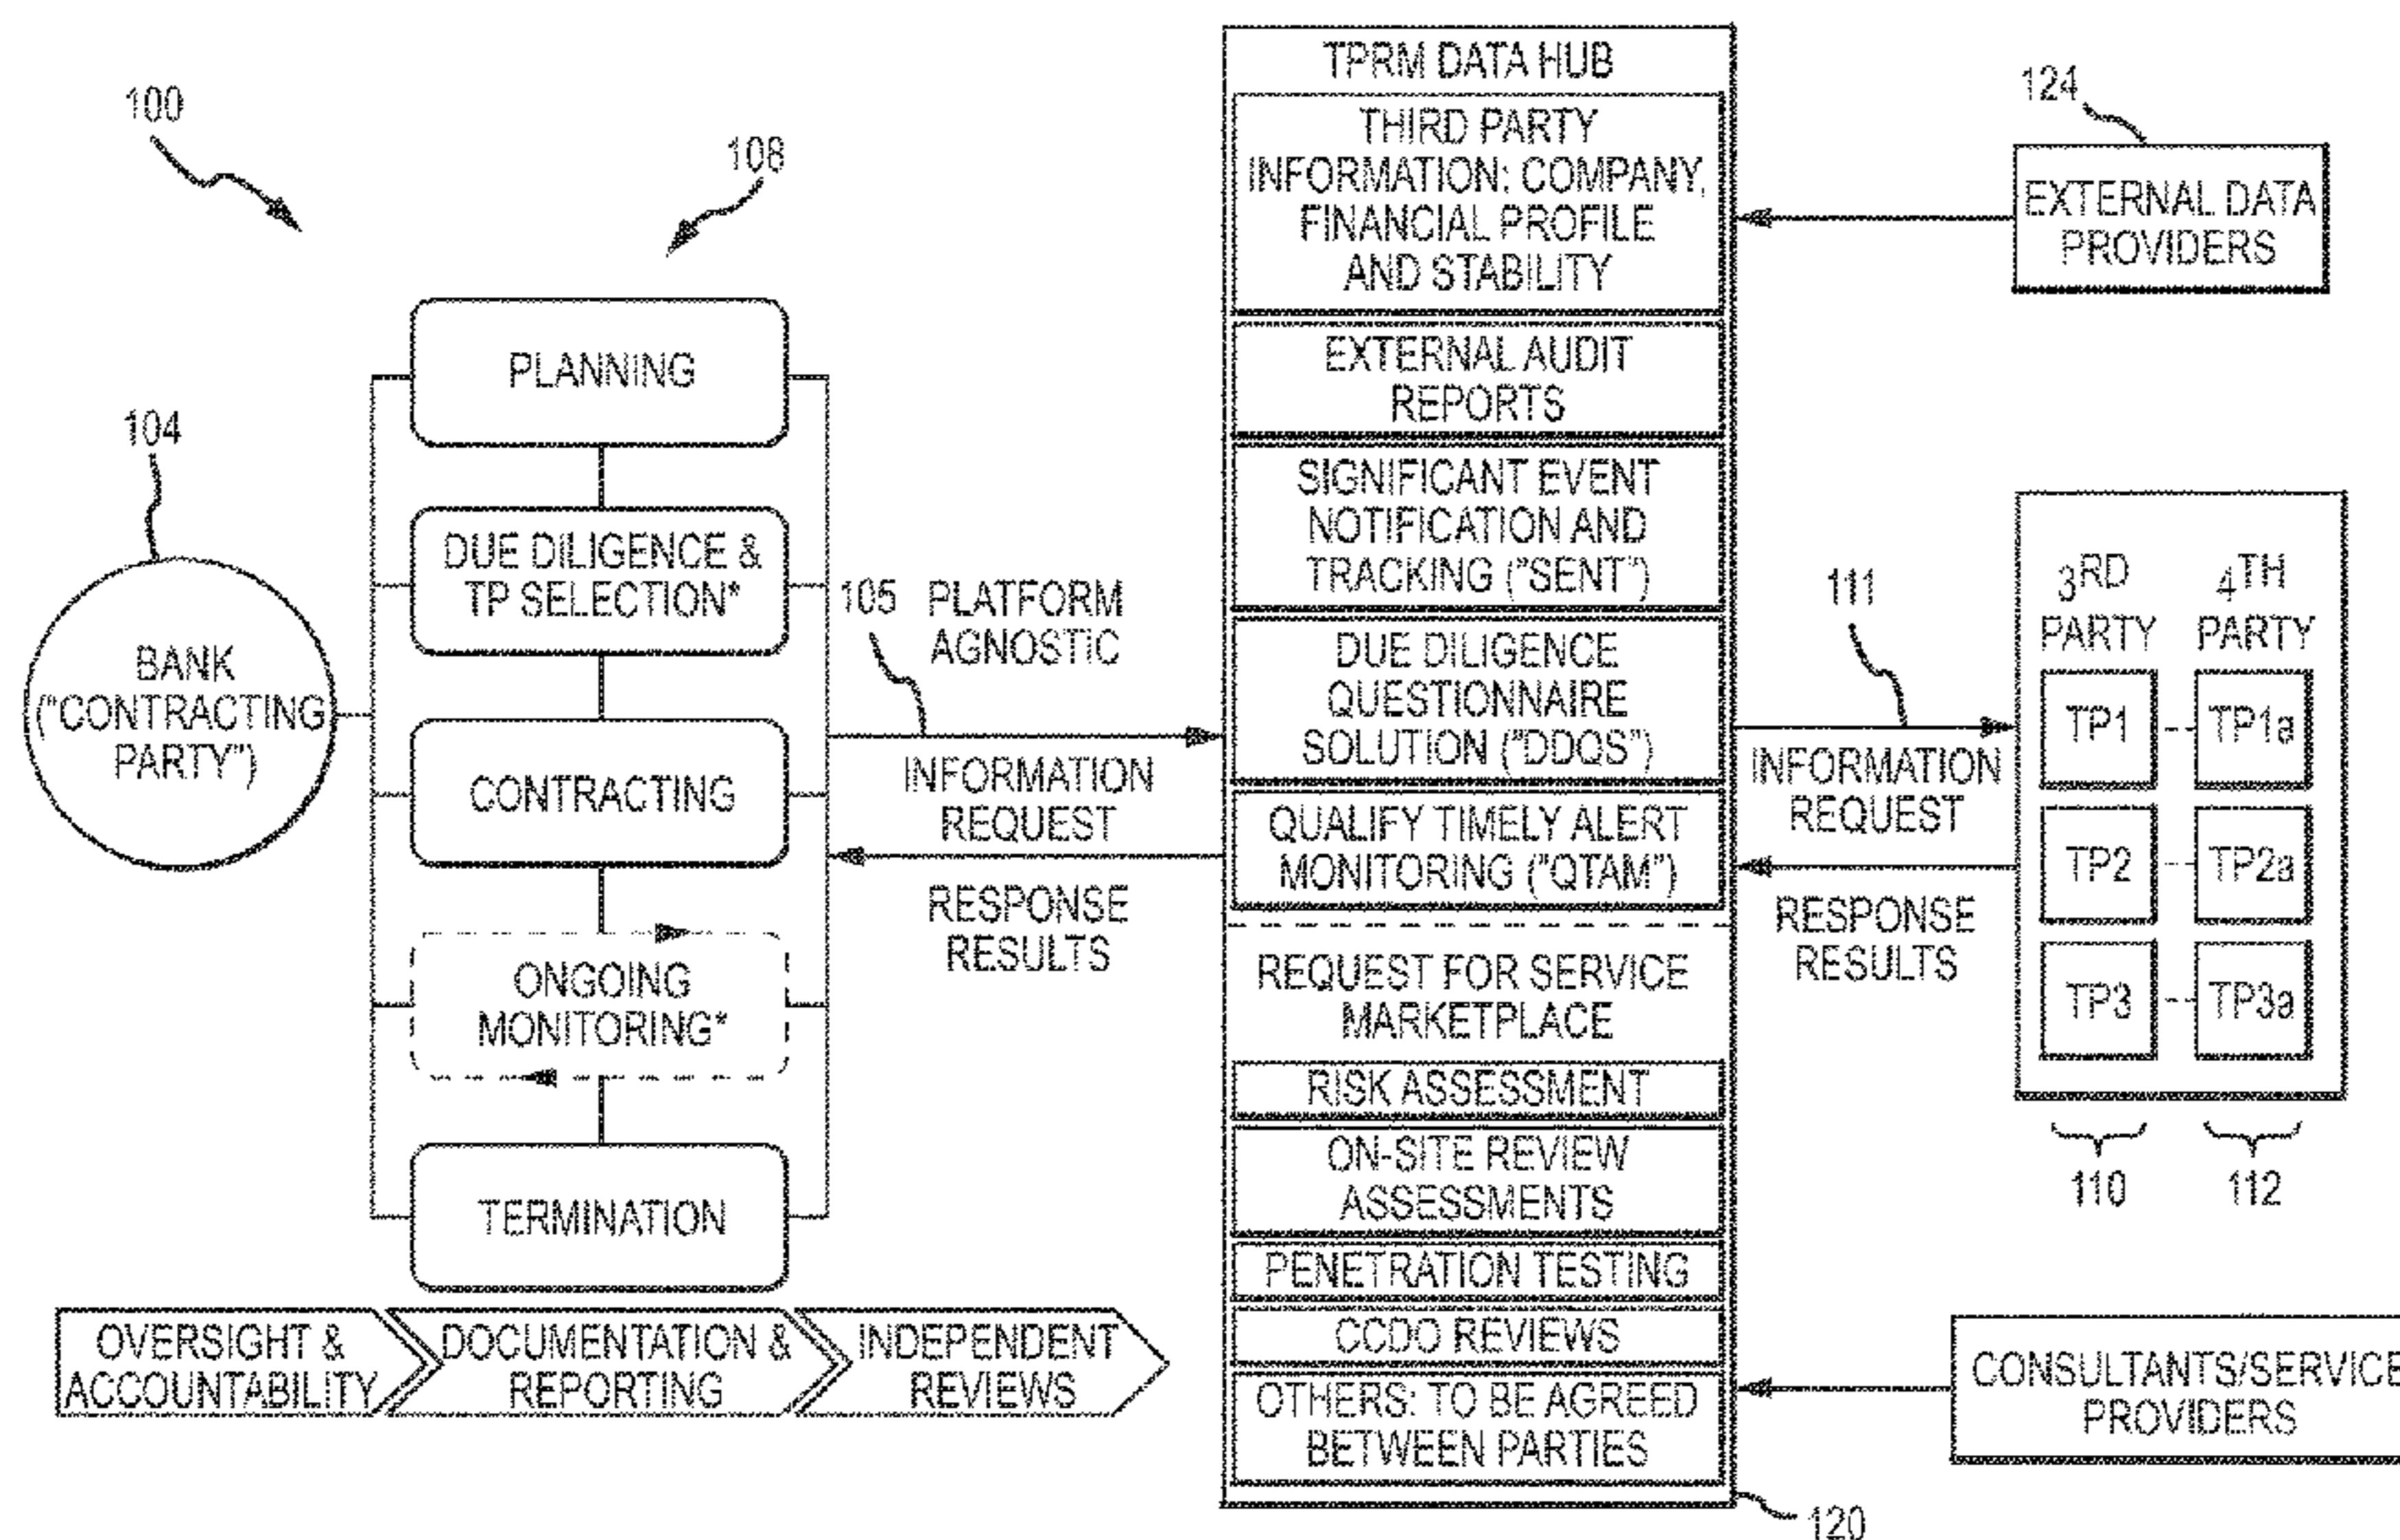 100
108
104
BANK
("CONTRACTING
PARTY")
PLANNING
DUE DILIGENCE &
TP SELECTION*
CONTRACTING
ONGOING
MONITORING*
TERMINATION
OVERSIGHT &
ACCOUNTABILITY
DOCUMENTATION &
REPORTING
INDEPENDENT
REVIEWS
105
PLATFORM
AGNOSTIC
INFORMATION
REQUEST
RESPONSE
RESULTS
TPRM DATA HUB
THIRD PARTY
INFORMATION: COMPANY,
FINANCIAL PROFILE
AND STABILITY
EXTERNAL AUDIT
REPORTS
SIGNIFICANT EVENT
NOTIFICATION AND
TRACKING ("SENT")
DUE DILIGENCE
QUESTIONNAIRE
SOLUTION ("DDQS")
QUALIFY TIMELY ALERT
MONITORING ("QTAM")
REQUEST FOR SERVICE
MARKETPLACE
RISK ASSESSMENT
ON-SITE REVIEW
ASSESSMENTS
PENETRATION TESTING
CCDO REVIEWS
OTHERS: TO BE AGREED
BETWEEN PARTIES
120
124
EXTERNAL DATA
PROVIDERS
111
INFORMATION
REQUEST
RESPONSE
RESULTS
3RD PARTY
4TH PARTY
TP1 TP1a
TP2 TP2a
TP3 TP3a
110 112
CONSULTANTS/SERVICE
PROVIDERS